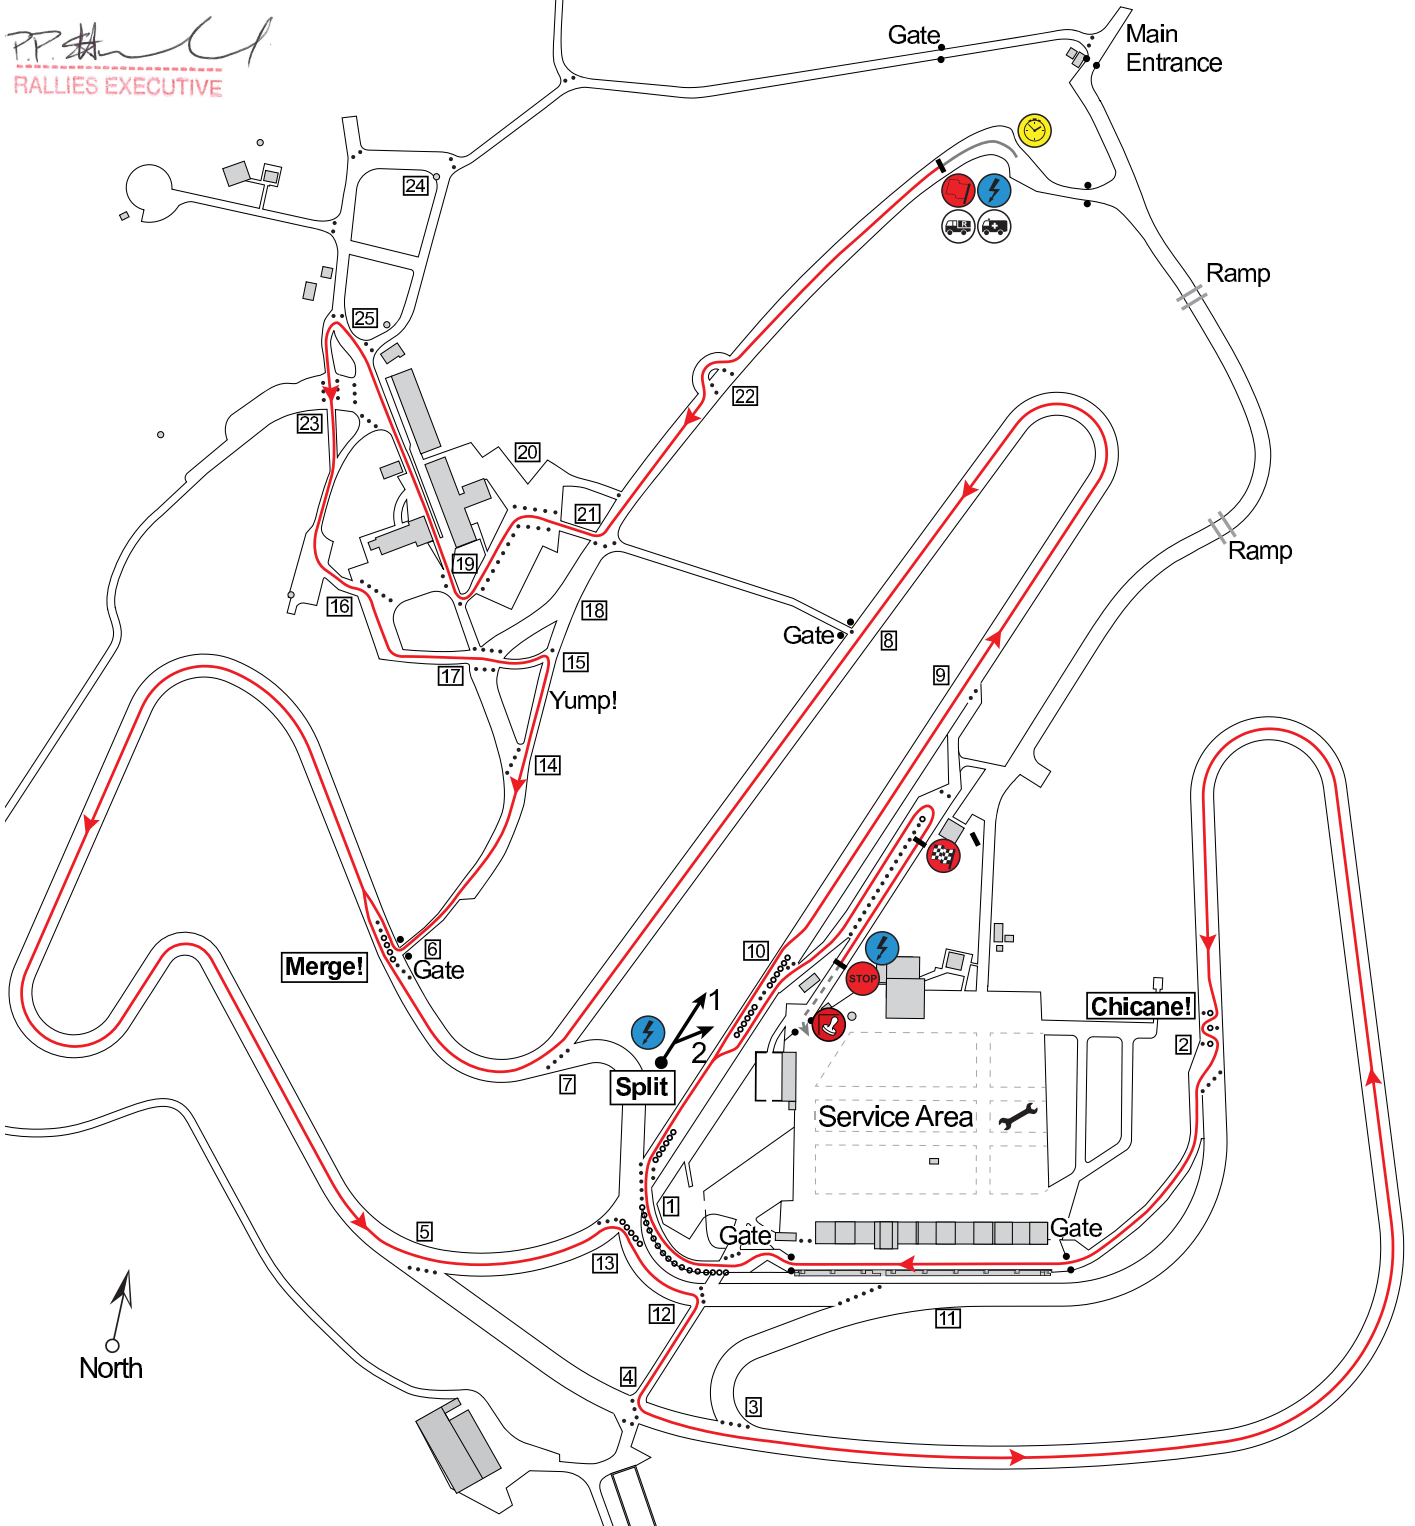 P.P.
RALLIES EXECUTIVE
Gate
Main
Entrance
24
Ramp
25
22
23
20
21
19
Ramp
16
18
Gate
8
17
15
9
Yump!
14
6
Merge!
Gate
10
STOP
1
2
Chicane!
2
7
Split
Service Area
1
Gate
Gate
5
13
12
11
North
4
3